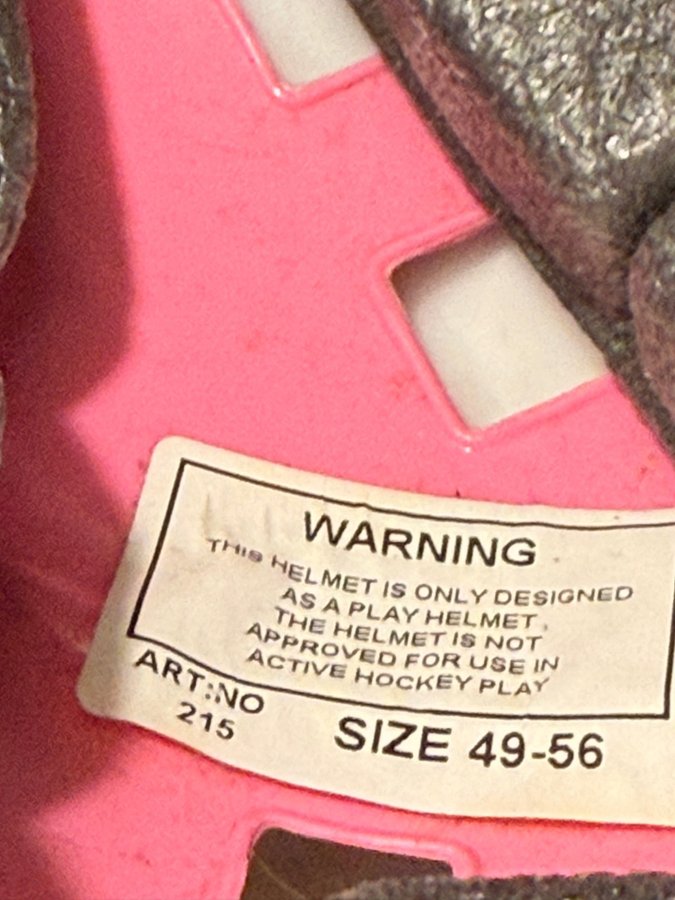 WARNING
THIS HELMET IS ONLY DESIGNED
AS A PLAY HELMET.
THE HELMET IS NOT
APPROVED FOR USE IN
ACTIVE HOCKEY PLAY
ART:NO
215
SIZE 49-56